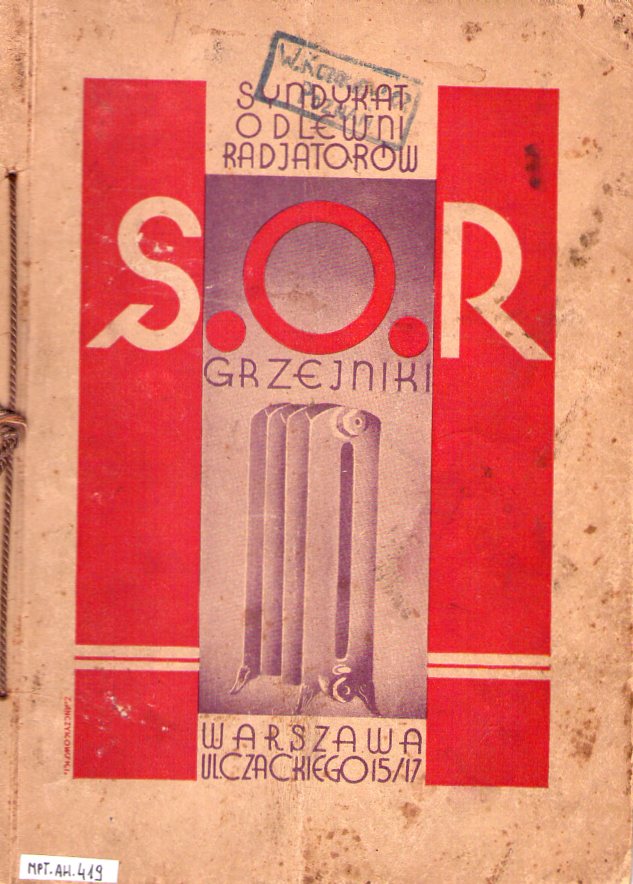 SYNDYKAT
ODLEWNI
RADJATORÓW
S.O.R
GRZEJNIKI
WARSZAWA
UL CZACKIEGO 15/17
MPT.AH.419